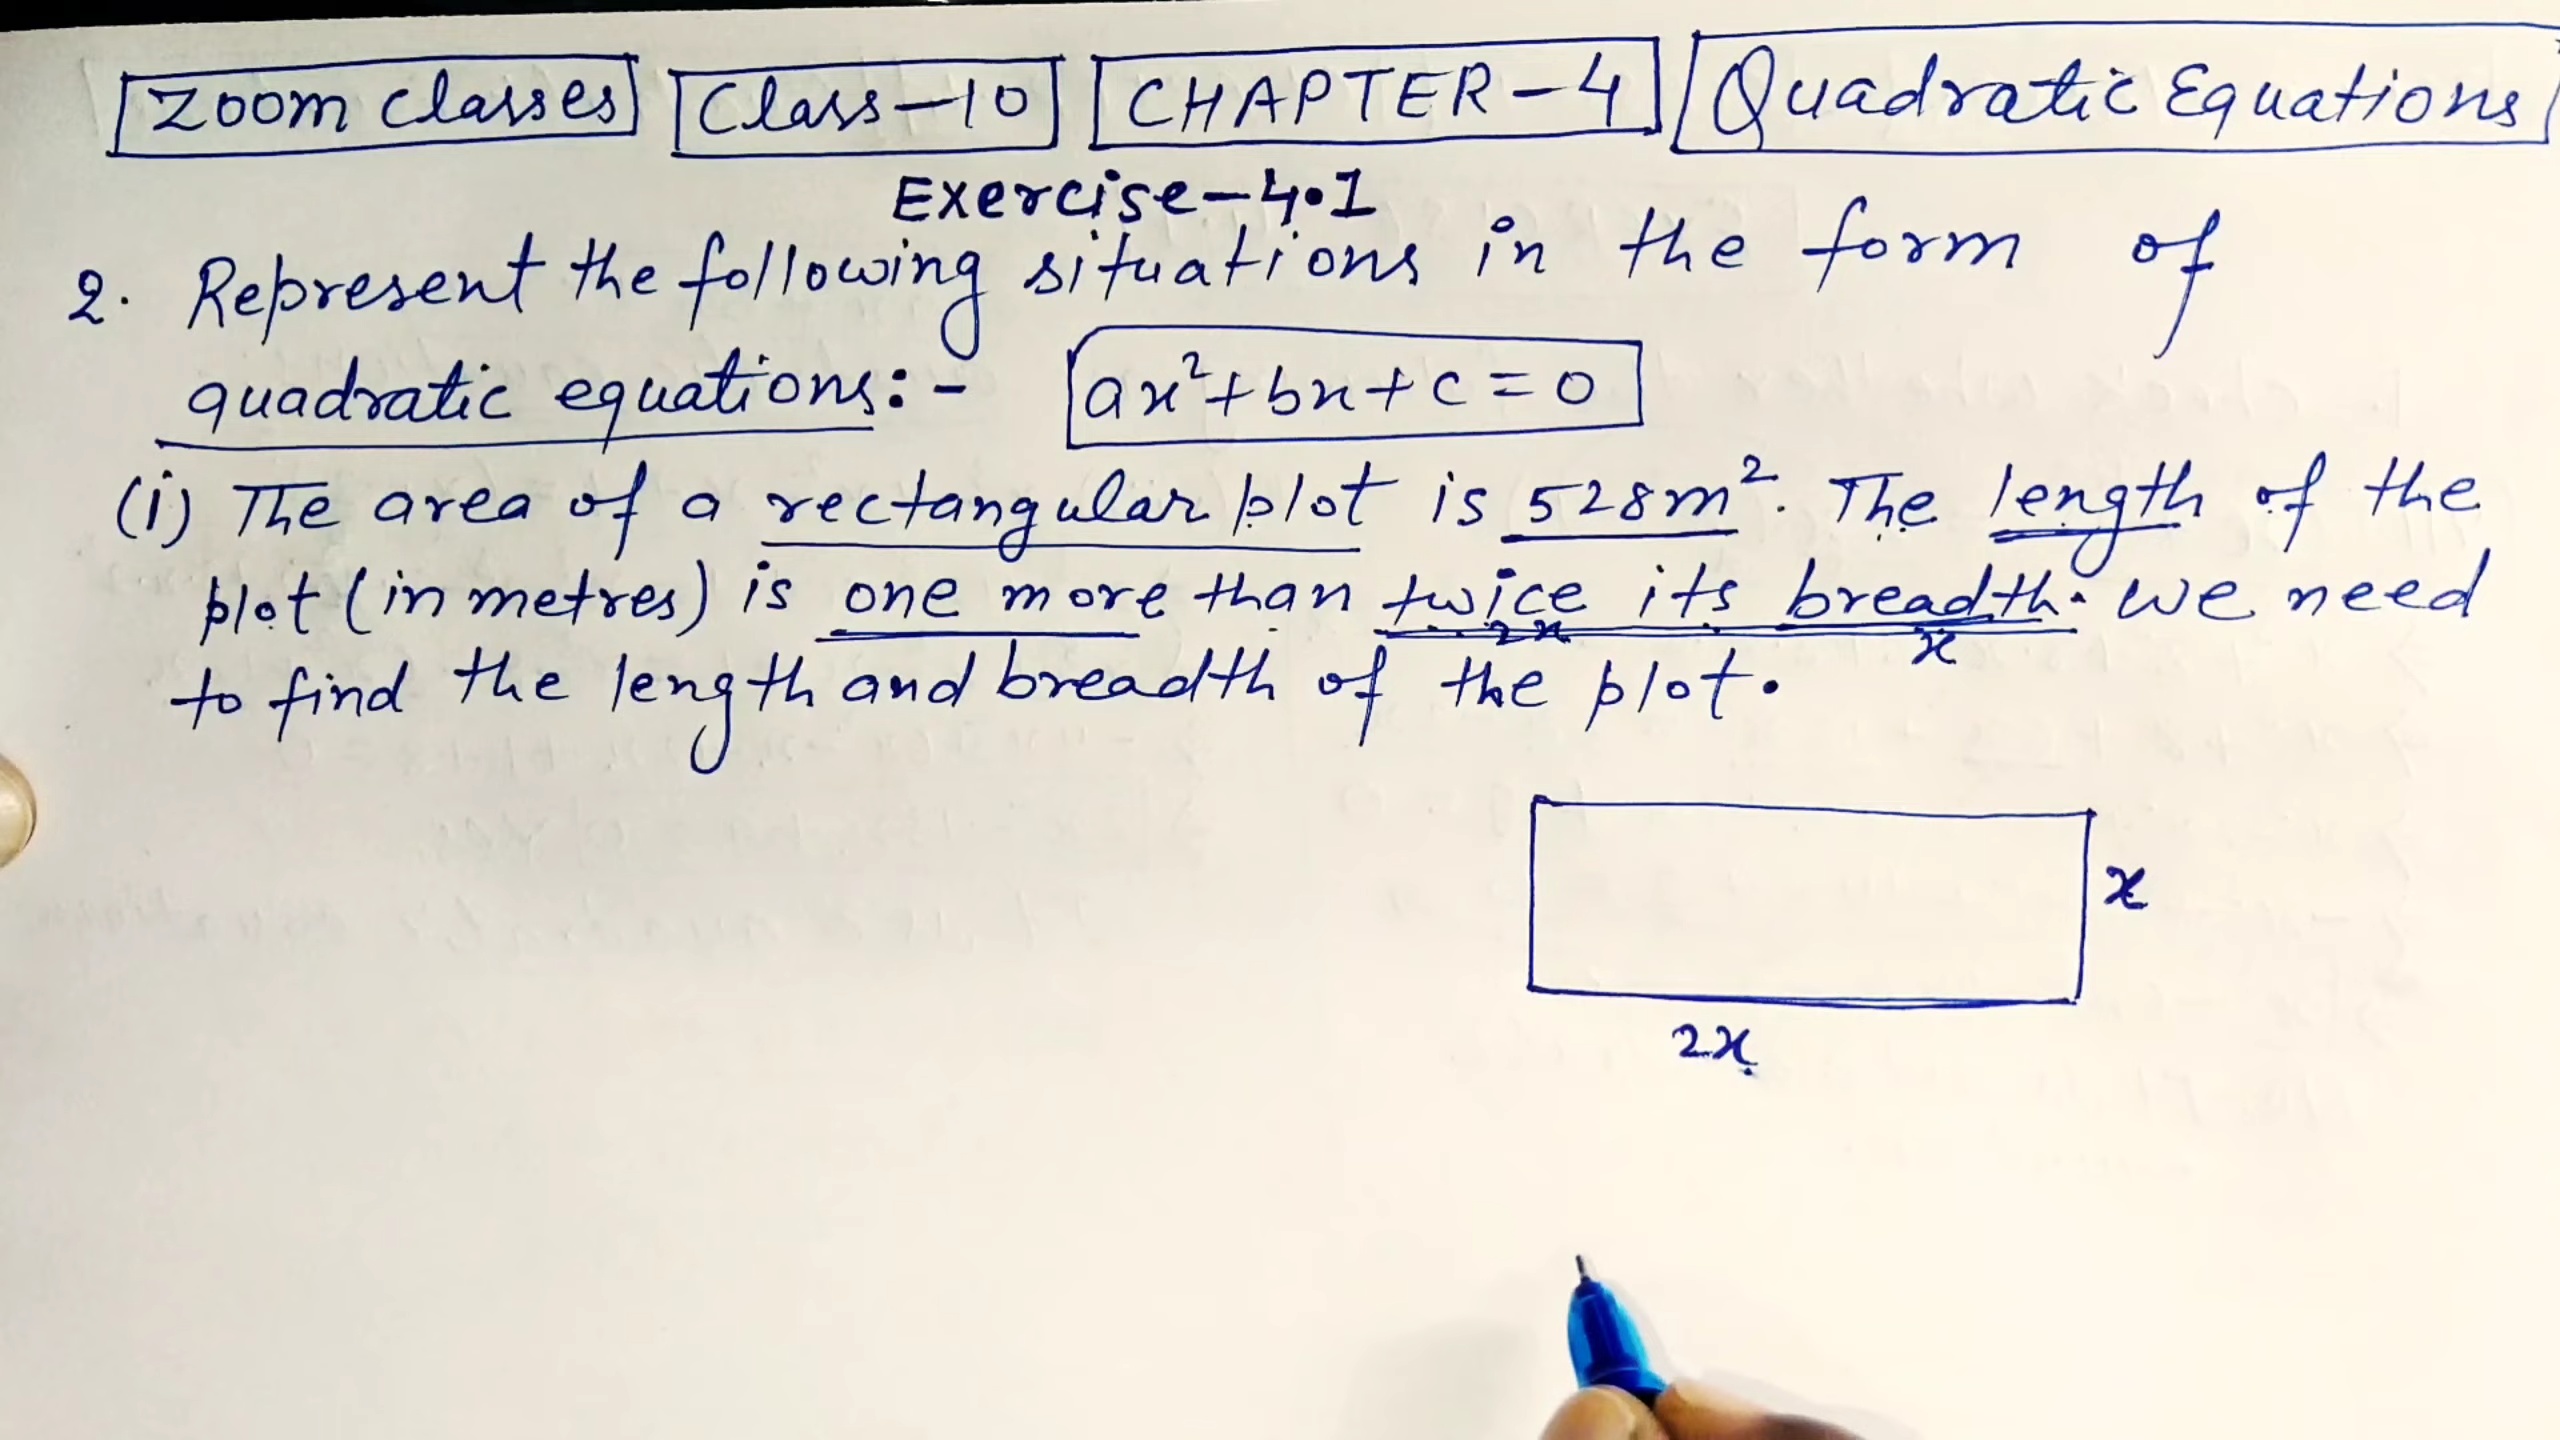 Zoom classes Class-10 CHAPTER-4 Quadratic Equations
Exercise-4.1
2. Represent the following situations in the form of
quadratic equations:- ax²+bx+c=0
(i) The area of a rectangular plot is 528m². The length of the
plot (in metres) is one more than twice its breadth. we need
2x x
to find the length and breadth of the plot.
x
2x